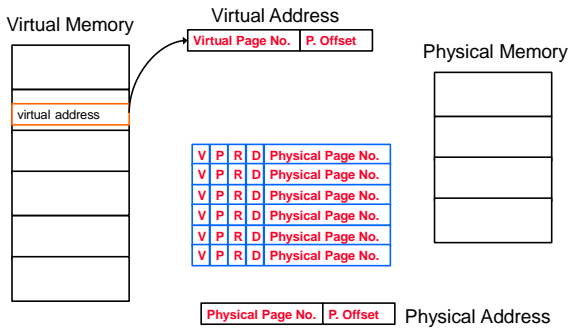 Virtual Address
Virtual Memory
Virtual Page No. P. Offset
Physical Memory
virtual address
V P R D Physical Page No.
V P R D Physical Page No.
V P R D Physical Page No.
V P R D Physical Page No.
V P R D Physical Page No.
V P R D Physical Page No.
Physical Page No. P. Offset Physical Address